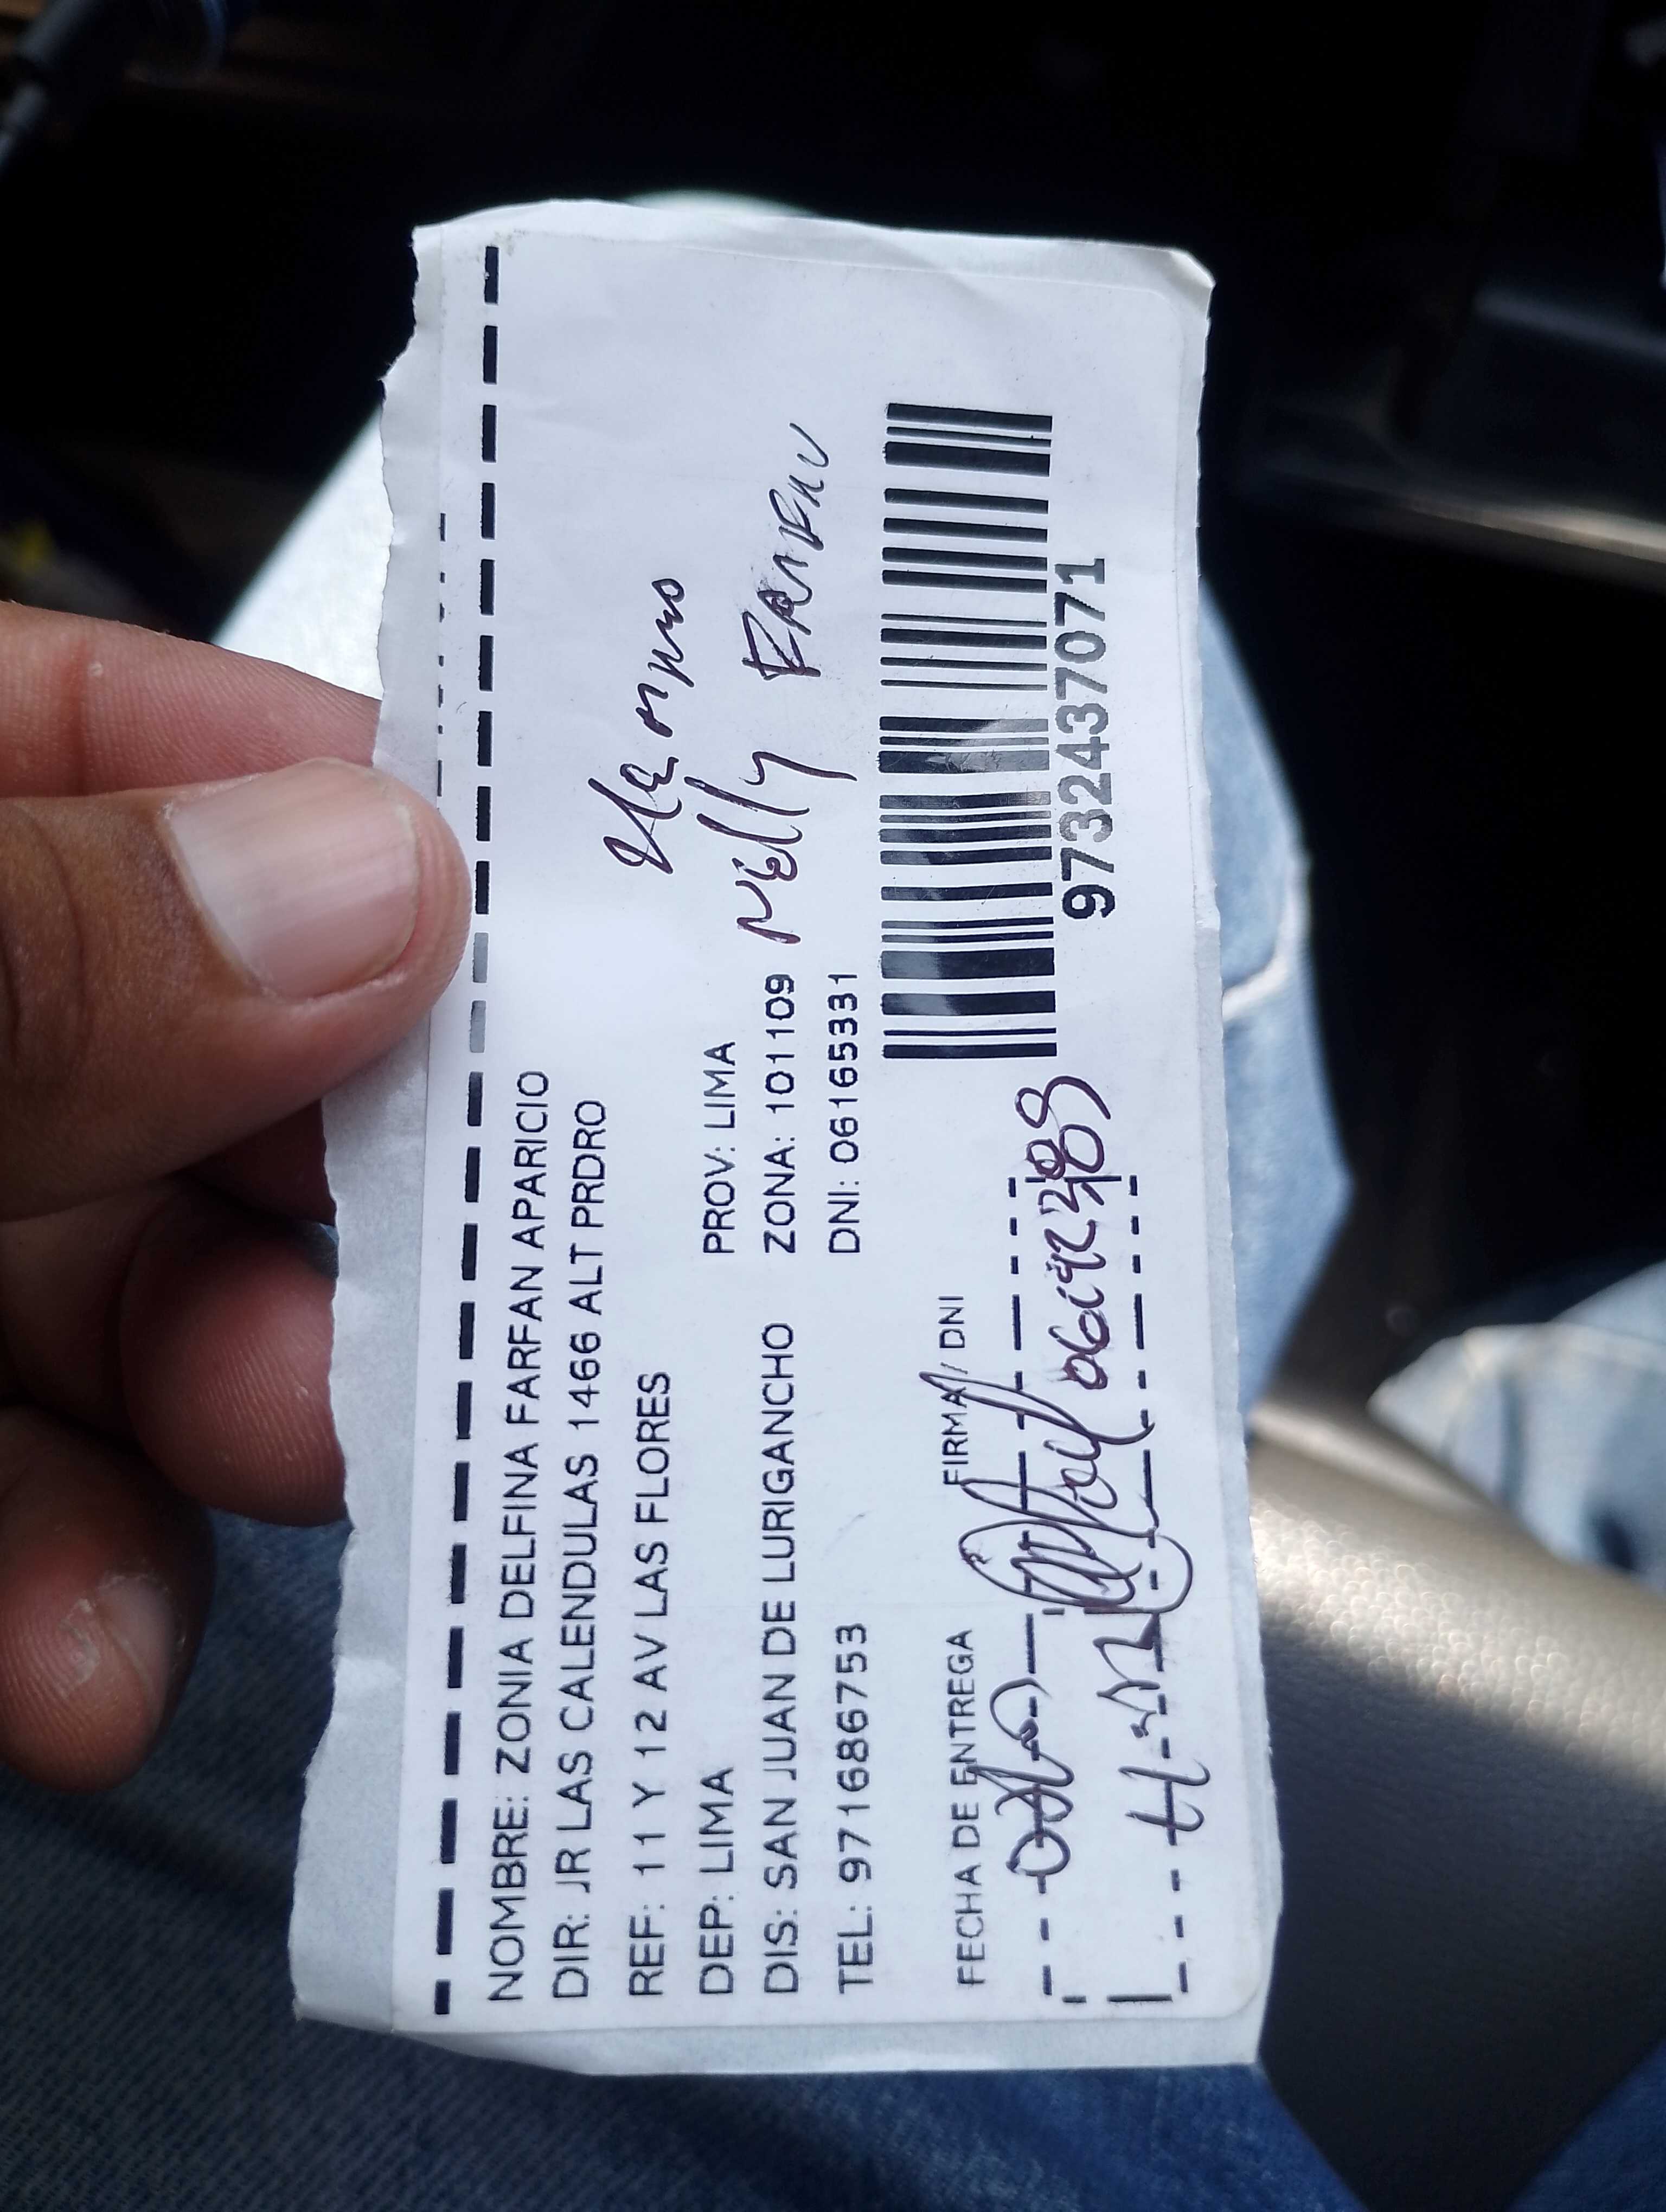 NOMBRE: ZONIA DELFINA FARFAN APARICIO
DIR: JR LAS CALENDULAS 1466 ALT PRDRO
REF: 11 Y 12 AV LAS FLORES
DEP: LIMA PROV: LIMA
DIS: SAN JUAN DE LURIGANCHO ZONA: 101109
TEL: 971686753 DNI: 06165331
Nelly
FECHA DE ENTREGA FIRMA / DNI
9732437071